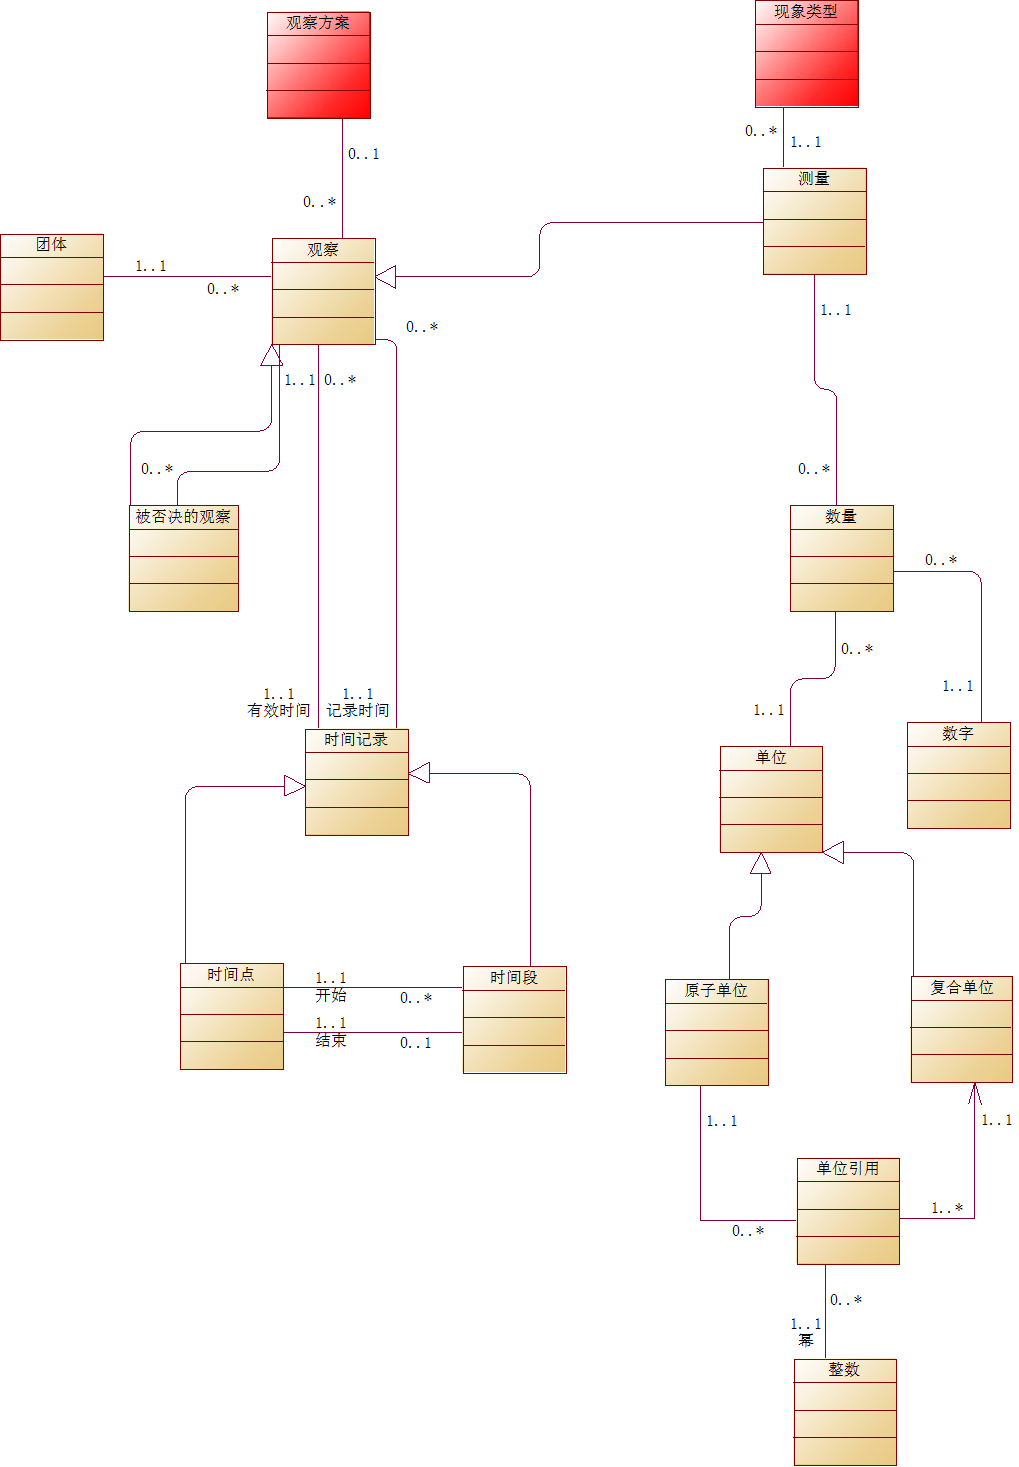 观察方案
现象类型
0..*
1..1
0..1
测量
0..*
团体
观察
1..1
0..*
1..1
0..*
1..1
0..*
0..*
0..*
被否决的观察
数量
0..*
0..*
1..1
1..1
1..1
1..1
有效时间
记录时间
数字
时间记录
单位
时间点
时间段
1..1
开始
0..*
原子单位
复合单位
1..1
结束
0..1
1..1
1..1
单位引用
1..*
0..*
0..*
1..1
幂
整数